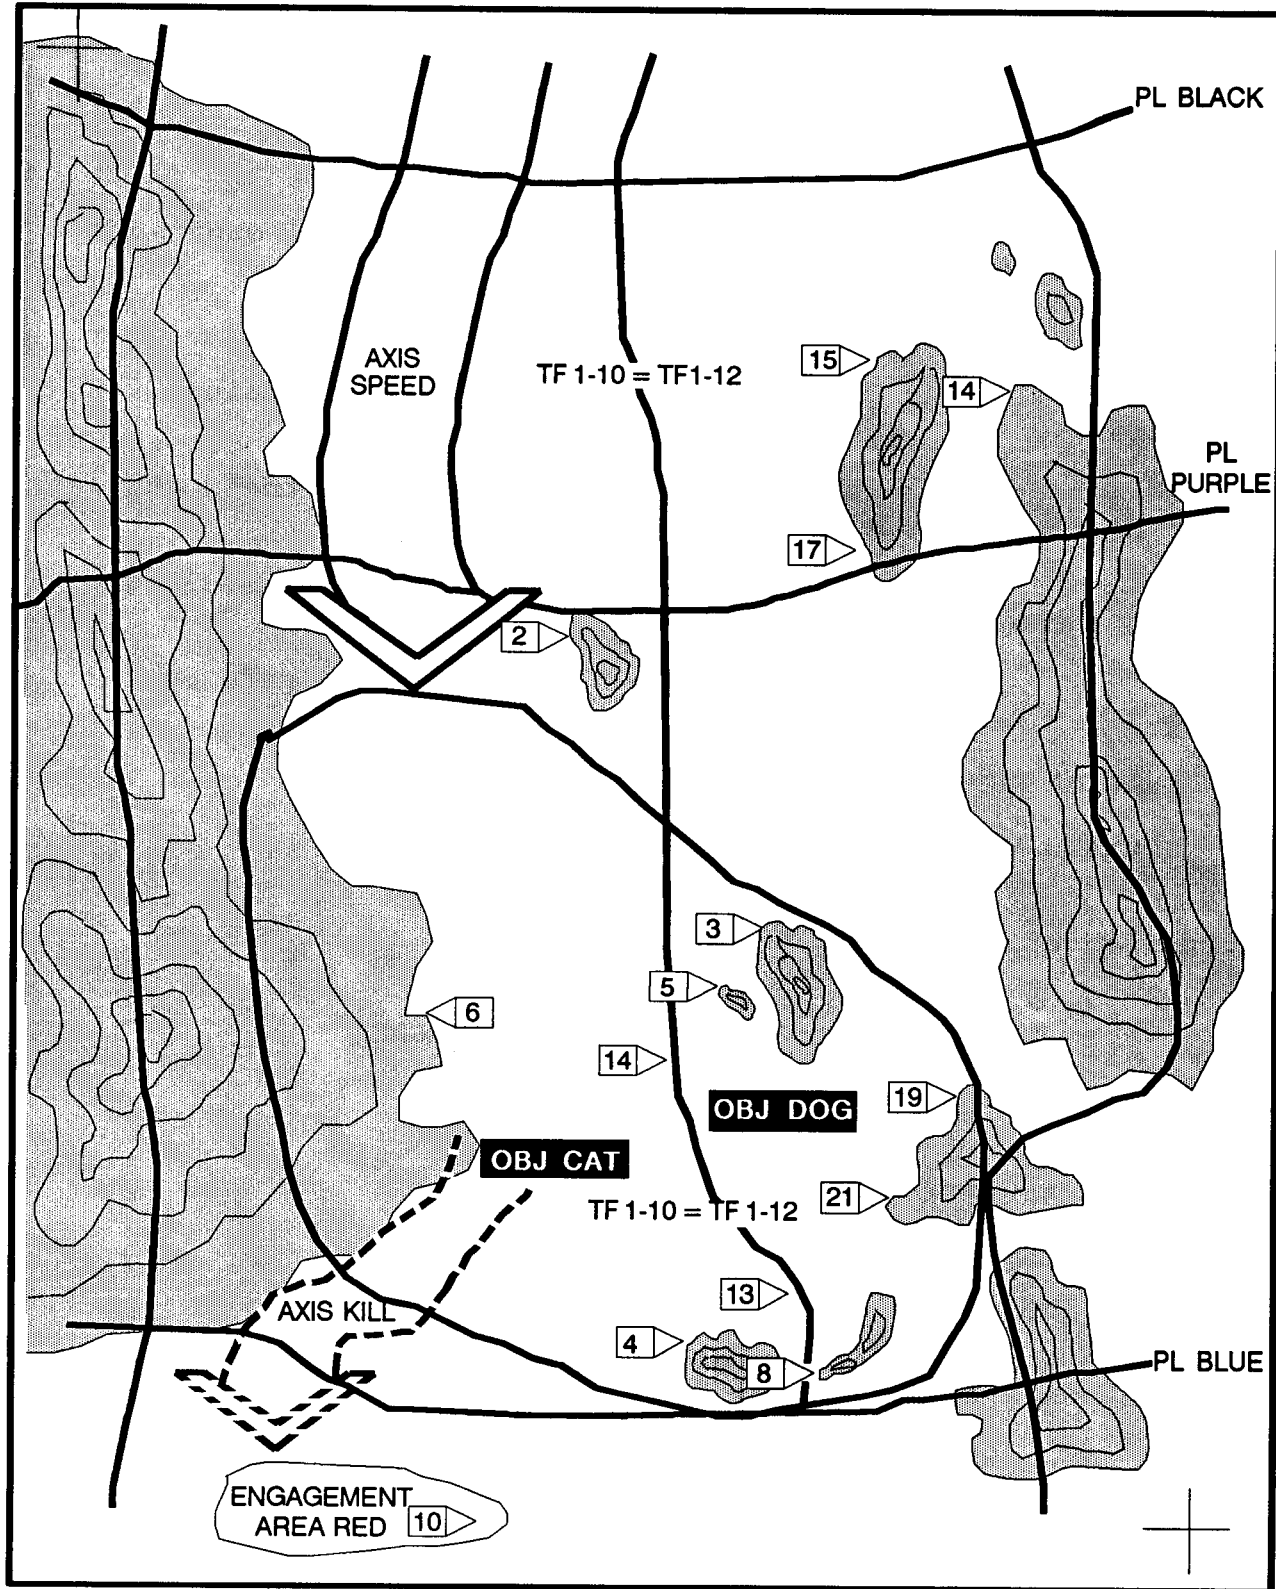 PL BLACK
AXIS
SPEED
TF 1-10 = TF1-12
15
14
PL
PURPLE
17
2
3
5
6
14
OBJ DOG
19
OBJ CAT
21
TF 1-10 = TF 1-12
13
AXIS KILL
4
8
PL BLUE
ENGAGEMENT
AREA RED
10